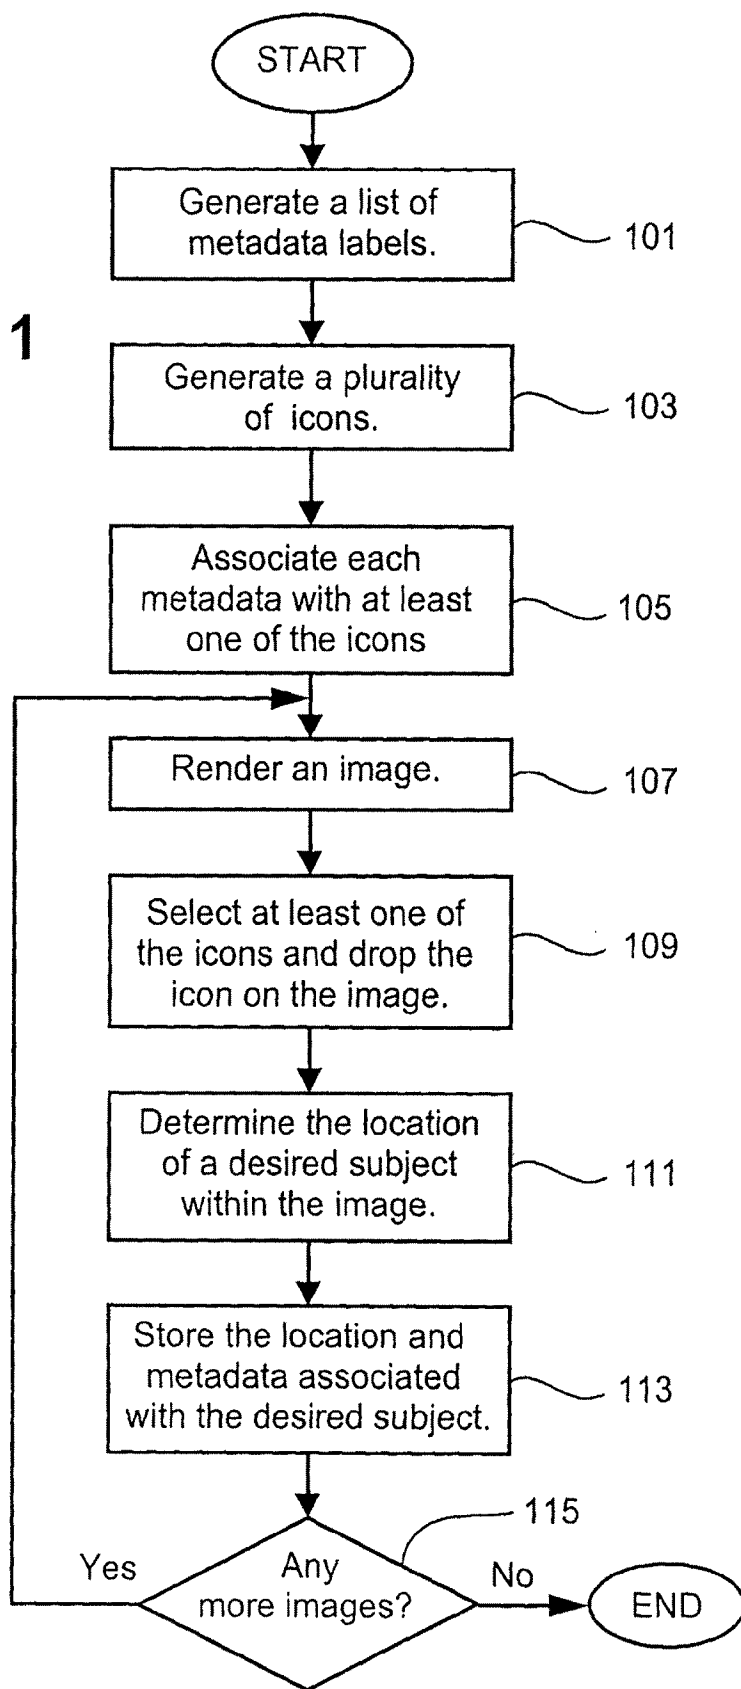 START
Generate a list of
metadata labels.
101
1
Generate a plurality
of icons.
103
Associate each
metadata with at least
one of the icons
105
Render an image.
107
Select at least one of
the icons and drop the
icon on the image.
109
Determine the location
of a desired subject
within the image.
111
Store the location and
metadata associated
with the desired subject.
113
115
Yes
Any
more images?
No
END